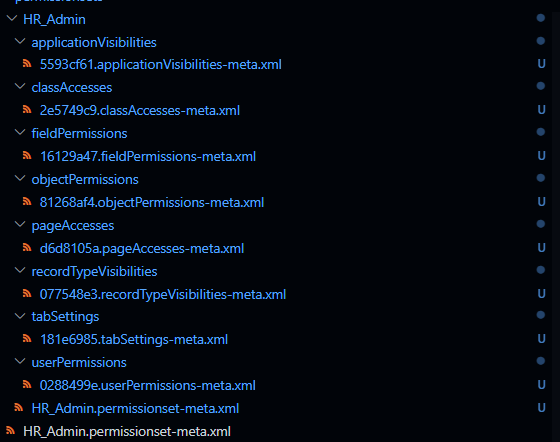 HR_Admin
applicationVisibilities
5593cf61.applicationVisibilities-meta.xml U
classAccesses
2e5749c9.classAccesses-meta.xml U
fieldPermissions
16129a47.fieldPermissions-meta.xml U
objectPermissions
81268af4.objectPermissions-meta.xml U
pageAccesses
d6d8105a.pageAccesses-meta.xml U
recordTypeVisibilities
077548e3.recordTypeVisibilities-meta.xml U
tabSettings
181e6985.tabSettings-meta.xml U
userPermissions
0288499e.userPermissions-meta.xml U
HR_Admin.permissionset-meta.xml U
HR_Admin.permissionset-meta.xml